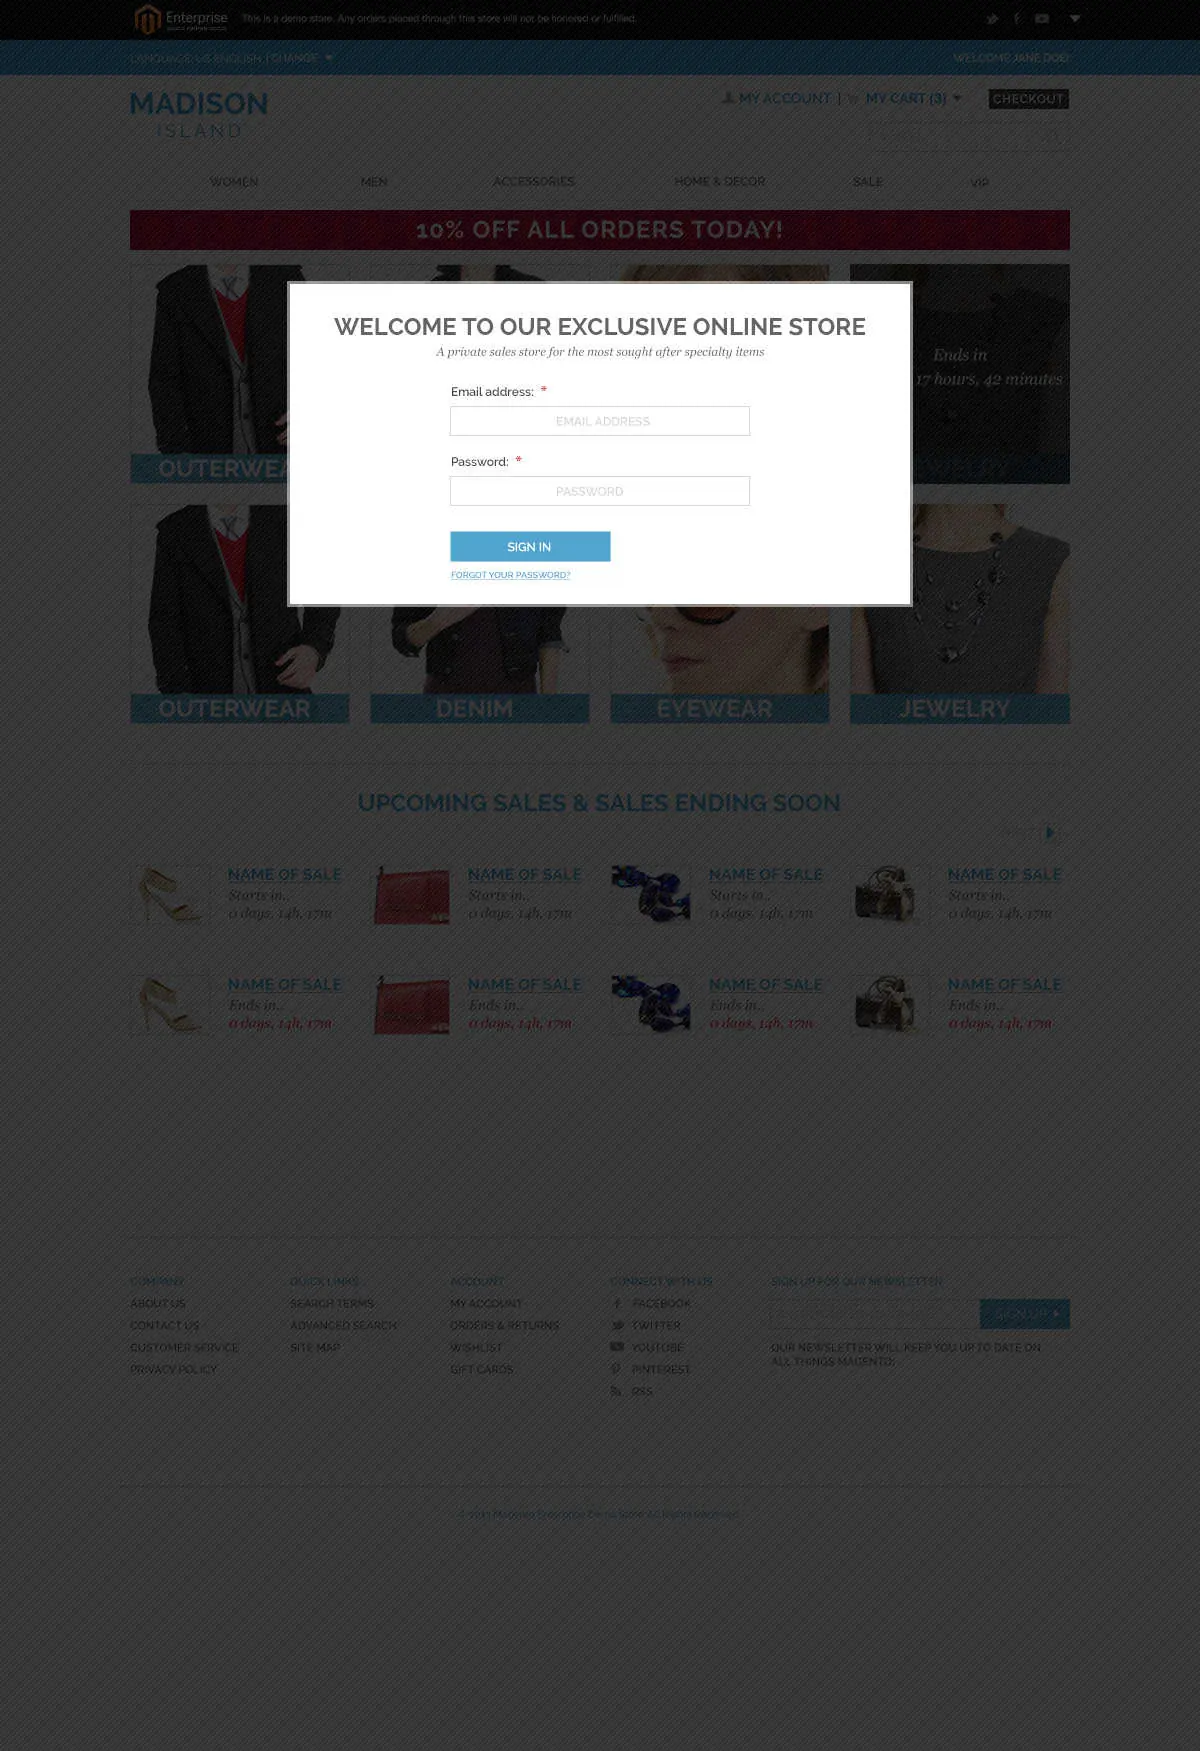 Enterprise
This is a demo store. Any orders placed through this store will not be honored or fulfilled.
LANGUAGE: US ENGLISH | CHANGE
WELCOME JANE DOE!
MADISON
ISLAND
MY ACCOUNT | MY CART (3)
CHECKOUT
WOMEN MEN ACCESSORIES HOME & DECOR SALE VIP
10% OFF ALL ORDERS TODAY!
WELCOME TO OUR EXCLUSIVE ONLINE STORE
A private sales store for the most sought after specialty items
Email address: *
EMAIL ADDRESS
Password: *
PASSWORD
SIGN IN
FORGOT YOUR PASSWORD?
Ends in
17 hours, 42 minutes
OUTERWEAR
DENIM
EYEWEAR
JEWELRY
UPCOMING SALES & SALES ENDING SOON
NAME OF SALE
Starts in..
0 days, 14h, 17m
NAME OF SALE
Starts in..
0 days, 14h, 17m
NAME OF SALE
Starts in..
0 days, 14h, 17m
NAME OF SALE
Starts in..
0 days, 14h, 17m
NAME OF SALE
Ends in..
0 days, 14h, 17m
NAME OF SALE
Ends in..
0 days, 14h, 17m
NAME OF SALE
Ends in..
0 days, 14h, 17m
NAME OF SALE
Ends in..
0 days, 14h, 17m
COMPANY
ABOUT US
CONTACT US
CUSTOMER SERVICE
PRIVACY POLICY
QUICK LINKS
SEARCH TERMS
ADVANCED SEARCH
SITE MAP
ACCOUNT
MY ACCOUNT
ORDERS & RETURNS
WISHLIST
GIFT CARDS
CONNECT WITH US
FACEBOOK
TWITTER
YOUTUBE
PINTEREST
RSS
SIGN UP FOR OUR NEWSLETTER
SIGN UP
OUR NEWSLETTER WILL KEEP YOU UP TO DATE ON
ALL THINGS MAGENTO!
Enterprise Demo Store. All Rights Reserved.